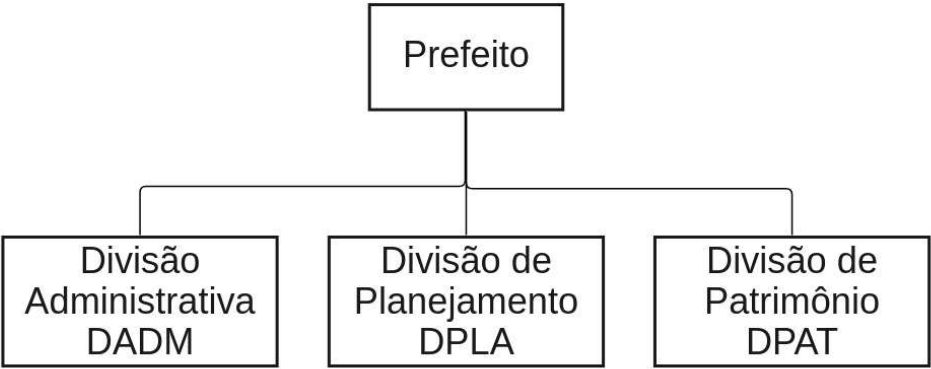 Prefeito
Divisão
Administrativa
DADM
Divisão de
Planejamento
DPLA
Divisão de
Patrimônio
DPAT